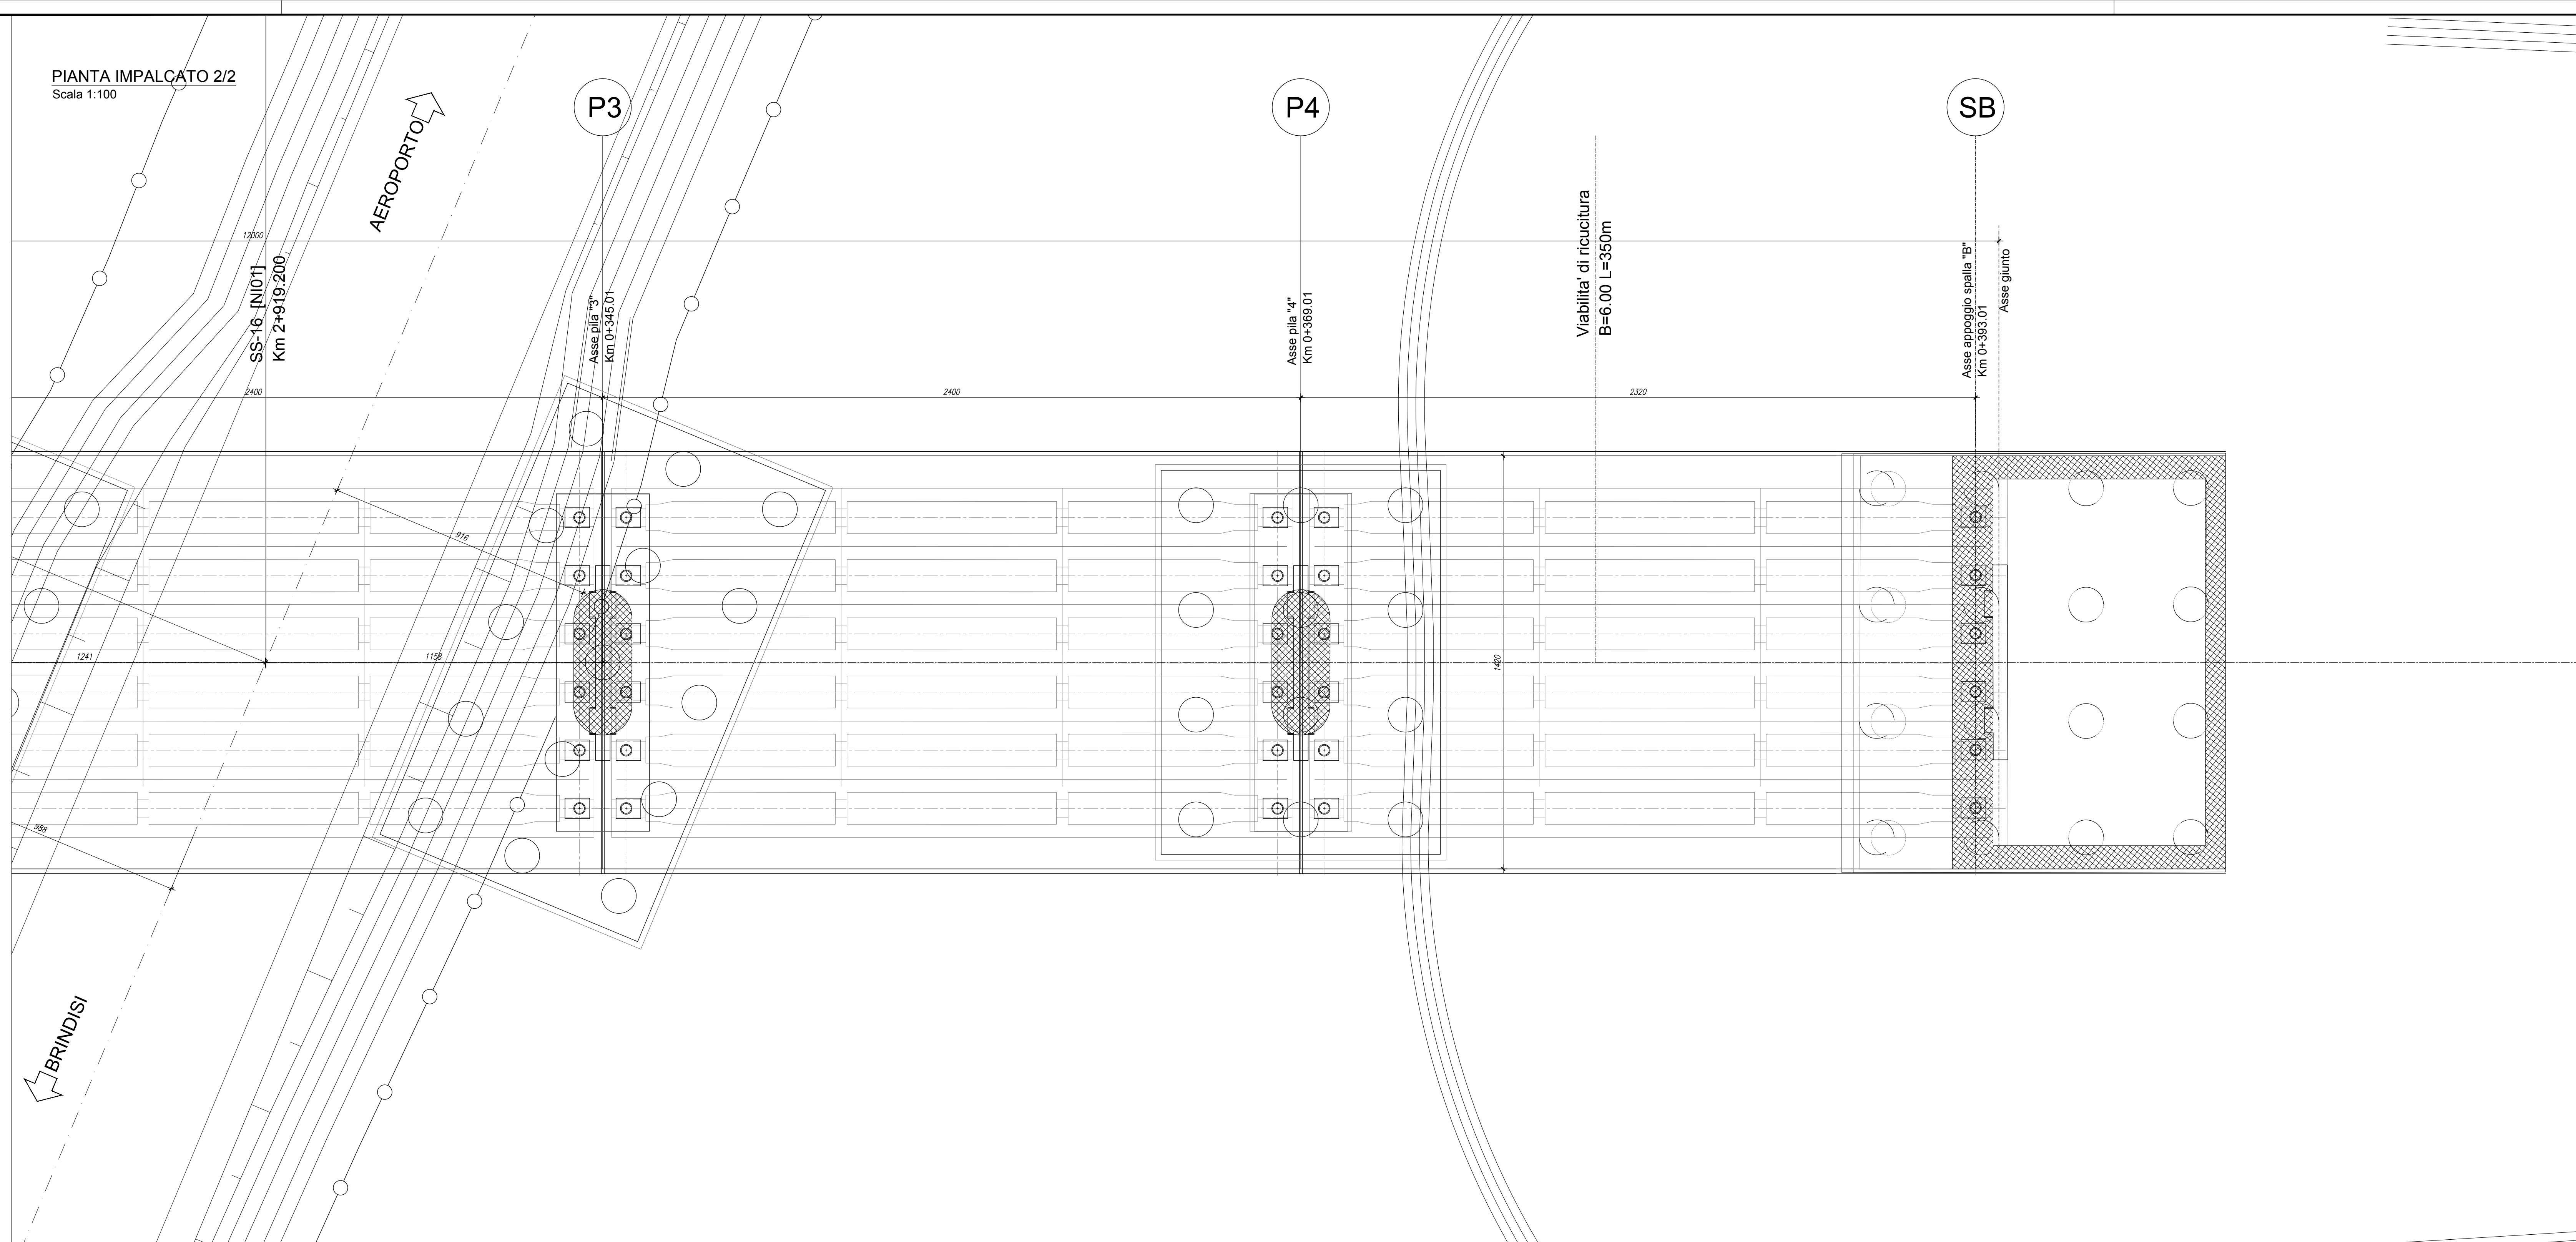 PIANTA IMPALCATO 2/2
Scala 1:100
AEROPORTO
P3
P4
SB
12000
SS-16 [NI01]
Km 2+919.200
Asse pila "3"
Km 0+345.01
Asse pila "4"
Km 0+369.01
Viabilita' di ricucitura
B=6.00 L=350m
Asse appoggio spalla "B"
Km 0+393.01
Asse giunto
2400
2400
2320
916
1241
1158
1420
988
BRINDISI